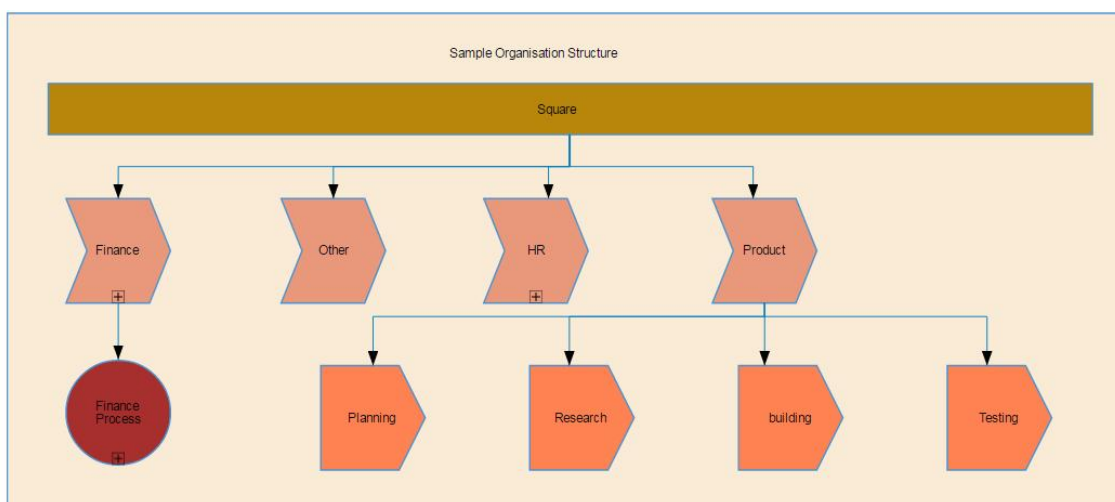 Sample Organisation Structure
Square
Finance
Other
HR
Product
Finance
Process
Planning
Research
building
Testing